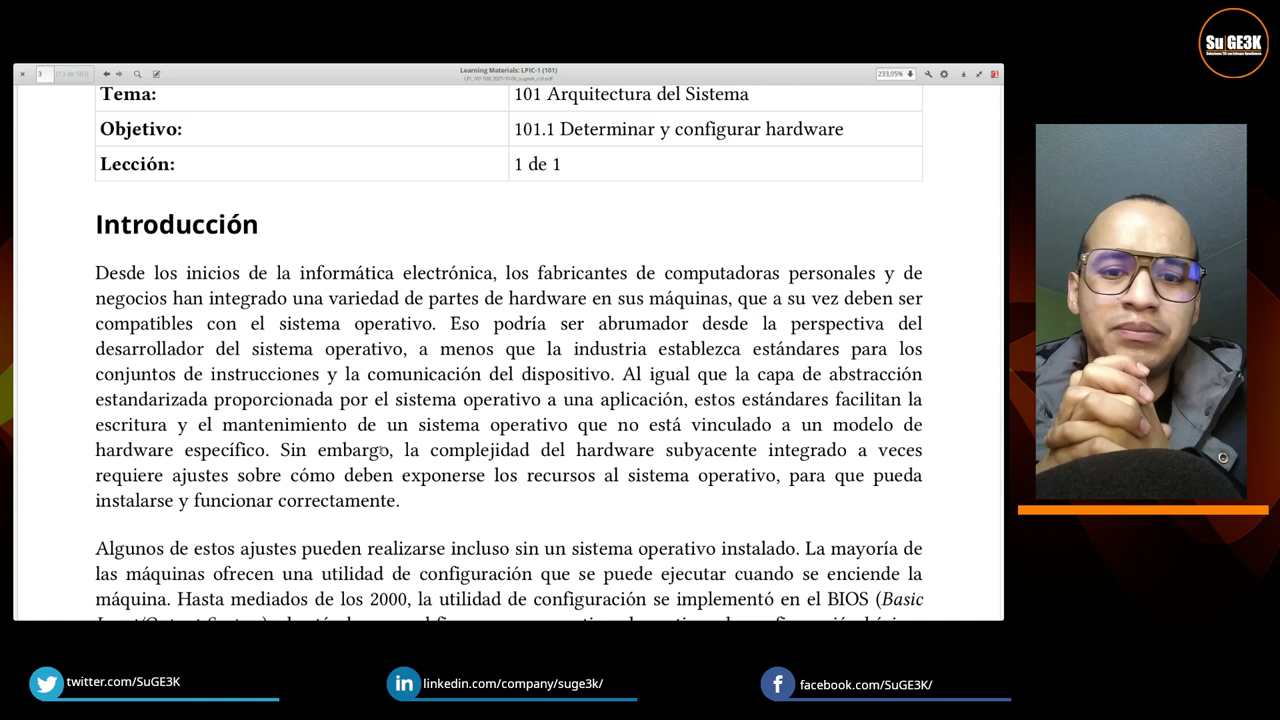 SuGE3K
Learning Materials: LPIC-1 (101)
3 (13 de 583)
233,05%
Tema: 101 Arquitectura del Sistema
Objetivo: 101.1 Determinar y configurar hardware
Lección: 1 de 1
Introducción
Desde los inicios de la informática electrónica, los fabricantes de computadoras personales y de
negocios han integrado una variedad de partes de hardware en sus máquinas, que a su vez deben ser
compatibles con el sistema operativo. Eso podría ser abrumador desde la perspectiva del
desarrollador del sistema operativo, a menos que la industria establezca estándares para los
conjuntos de instrucciones y la comunicación del dispositivo. Al igual que la capa de abstracción
estandarizada proporcionada por el sistema operativo a una aplicación, estos estándares facilitan la
escritura y el mantenimiento de un sistema operativo que no está vinculado a un modelo de
hardware específico. Sin embargo, la complejidad del hardware subyacente integrado a veces
requiere ajustes sobre cómo deben exponerse los recursos al sistema operativo, para que pueda
instalarse y funcionar correctamente.
Algunos de estos ajustes pueden realizarse incluso sin un sistema operativo instalado. La mayoría de
las máquinas ofrecen una utilidad de configuración que se puede ejecutar cuando se enciende la
máquina. Hasta mediados de los 2000, la utilidad de configuración se implementó en el BIOS (Basic
twitter.com/SuGE3K
linkedin.com/company/suge3k/
facebook.com/SuGE3K/